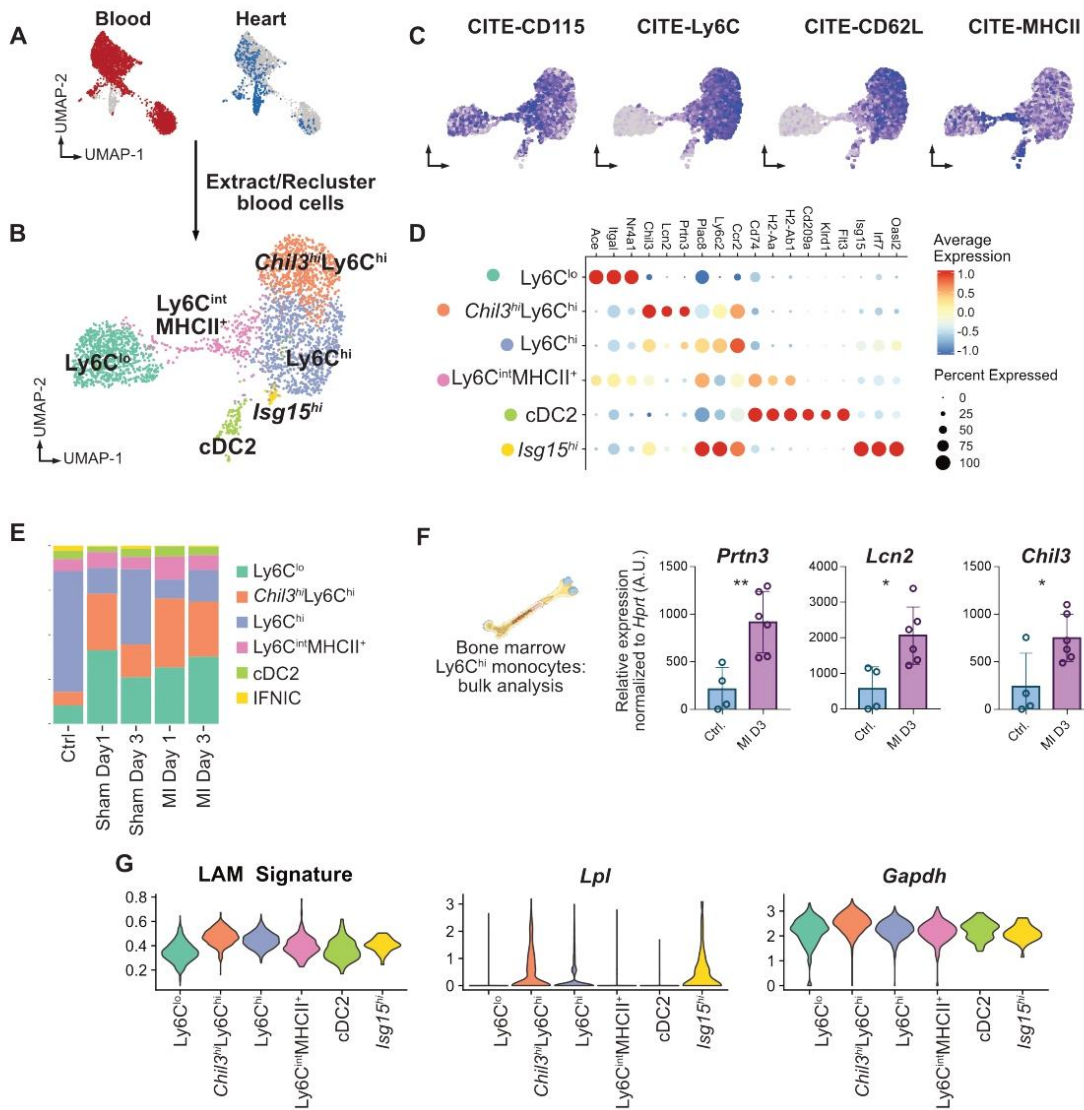 A
Blood
Heart
UMAP-2
UMAP-1
Extract/Recluster
blood cells
B
Chil3ʰⁱLy6Cʰⁱ
Ly6Cⁱⁿᵗ
MHCII⁺
Ly6Cˡᵒ
Ly6Cʰⁱ
Isg15ʰⁱ
cDC2
UMAP-2
UMAP-1
C
CITE-CD115
CITE-Ly6C
CITE-CD62L
CITE-MHCII
D
Ace
Itgal
Nr4a1
Chil3
Lcn2
Prtn3
Plac8
Ly6c2
Ccr2
Cd74
H2-Aa
H2-Ab1
Cd209a
Klrd1
Flt3
Isg15
Irf7
Oasl2
Ly6Cˡᵒ
Chil3ʰⁱLy6Cʰⁱ
Ly6Cʰⁱ
Ly6CⁱⁿᵗMHCII⁺
cDC2
Isg15ʰⁱ
Average
Expression
1.0
0.5
0.0
-0.5
-1.0
Percent Expressed
0
25
50
75
100
E
Ly6Cˡᵒ
Chil3ʰⁱLy6Cʰⁱ
Ly6Cʰⁱ
Ly6CⁱⁿᵗMHCII⁺
cDC2
IFNIC
Ctrl-
Sham Day1-
Sham Day 3-
MI Day 1-
MI Day 3-
F
Bone marrow
Ly6Cʰⁱ monocytes:
bulk analysis
Relative expression
normalized to Hprt (A.U.)
Prtn3
**
1500
1000
500
0
Ctrl.
MI D3
Lcn2
*
4000
3000
2000
1000
0
Ctrl.
MI D3
Chil3
*
1500
1000
500
0
Ctrl.
MI D3
G
LAM Signature
0.8
0.6
0.4
0.2
Ly6Cˡᵒ
Chil3ʰⁱLy6Cʰⁱ
Ly6Cʰⁱ
Ly6CⁱⁿᵗMHCII⁺
cDC2
Isg15ʰⁱ
Lpl
3
2
1
0
Ly6Cˡᵒ
Chil3ʰⁱLy6Cʰⁱ
Ly6Cʰⁱ
Ly6CⁱⁿᵗMHCII⁺
cDC2
Isg15ʰⁱ
Gapdh
3
2
1
0
Ly6Cˡᵒ
Chil3ʰⁱLy6Cʰⁱ
Ly6Cʰⁱ
Ly6CⁱⁿᵗMHCII⁺
cDC2
Isg15ʰⁱ